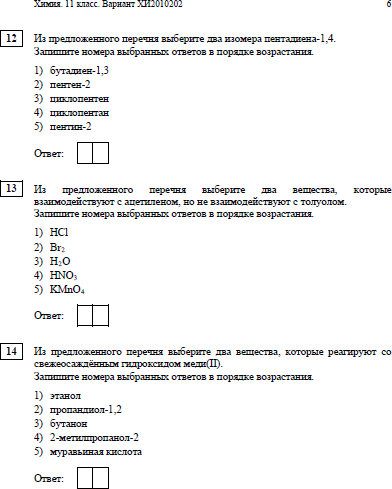 Химия. 11 класс. Вариант ХИ2010202 6
12 Из предложенного перечня выберите два изомера пентадиена-1,4.
Запишите номера выбранных ответов в порядке возрастания.
1) бутадиен-1,3
2) пентен-2
3) циклопентен
4) циклопентан
5) пентин-2
Ответ:
13 Из предложенного перечня выберите два вещества, которые
взаимодействуют с ацетиленом, но не взаимодействуют с толуолом.
Запишите номера выбранных ответов в порядке возрастания.
1) HCl
2) Br₂
3) H₂O
4) HNO₃
5) KMnO₄
Ответ:
14 Из предложенного перечня выберите два вещества, которые реагируют со
свежеосаждённым гидроксидом меди(II).
Запишите номера выбранных ответов в порядке возрастания.
1) этанол
2) пропандиол-1,2
3) бутанон
4) 2-метилпропанол-2
5) муравьиная кислота
Ответ: